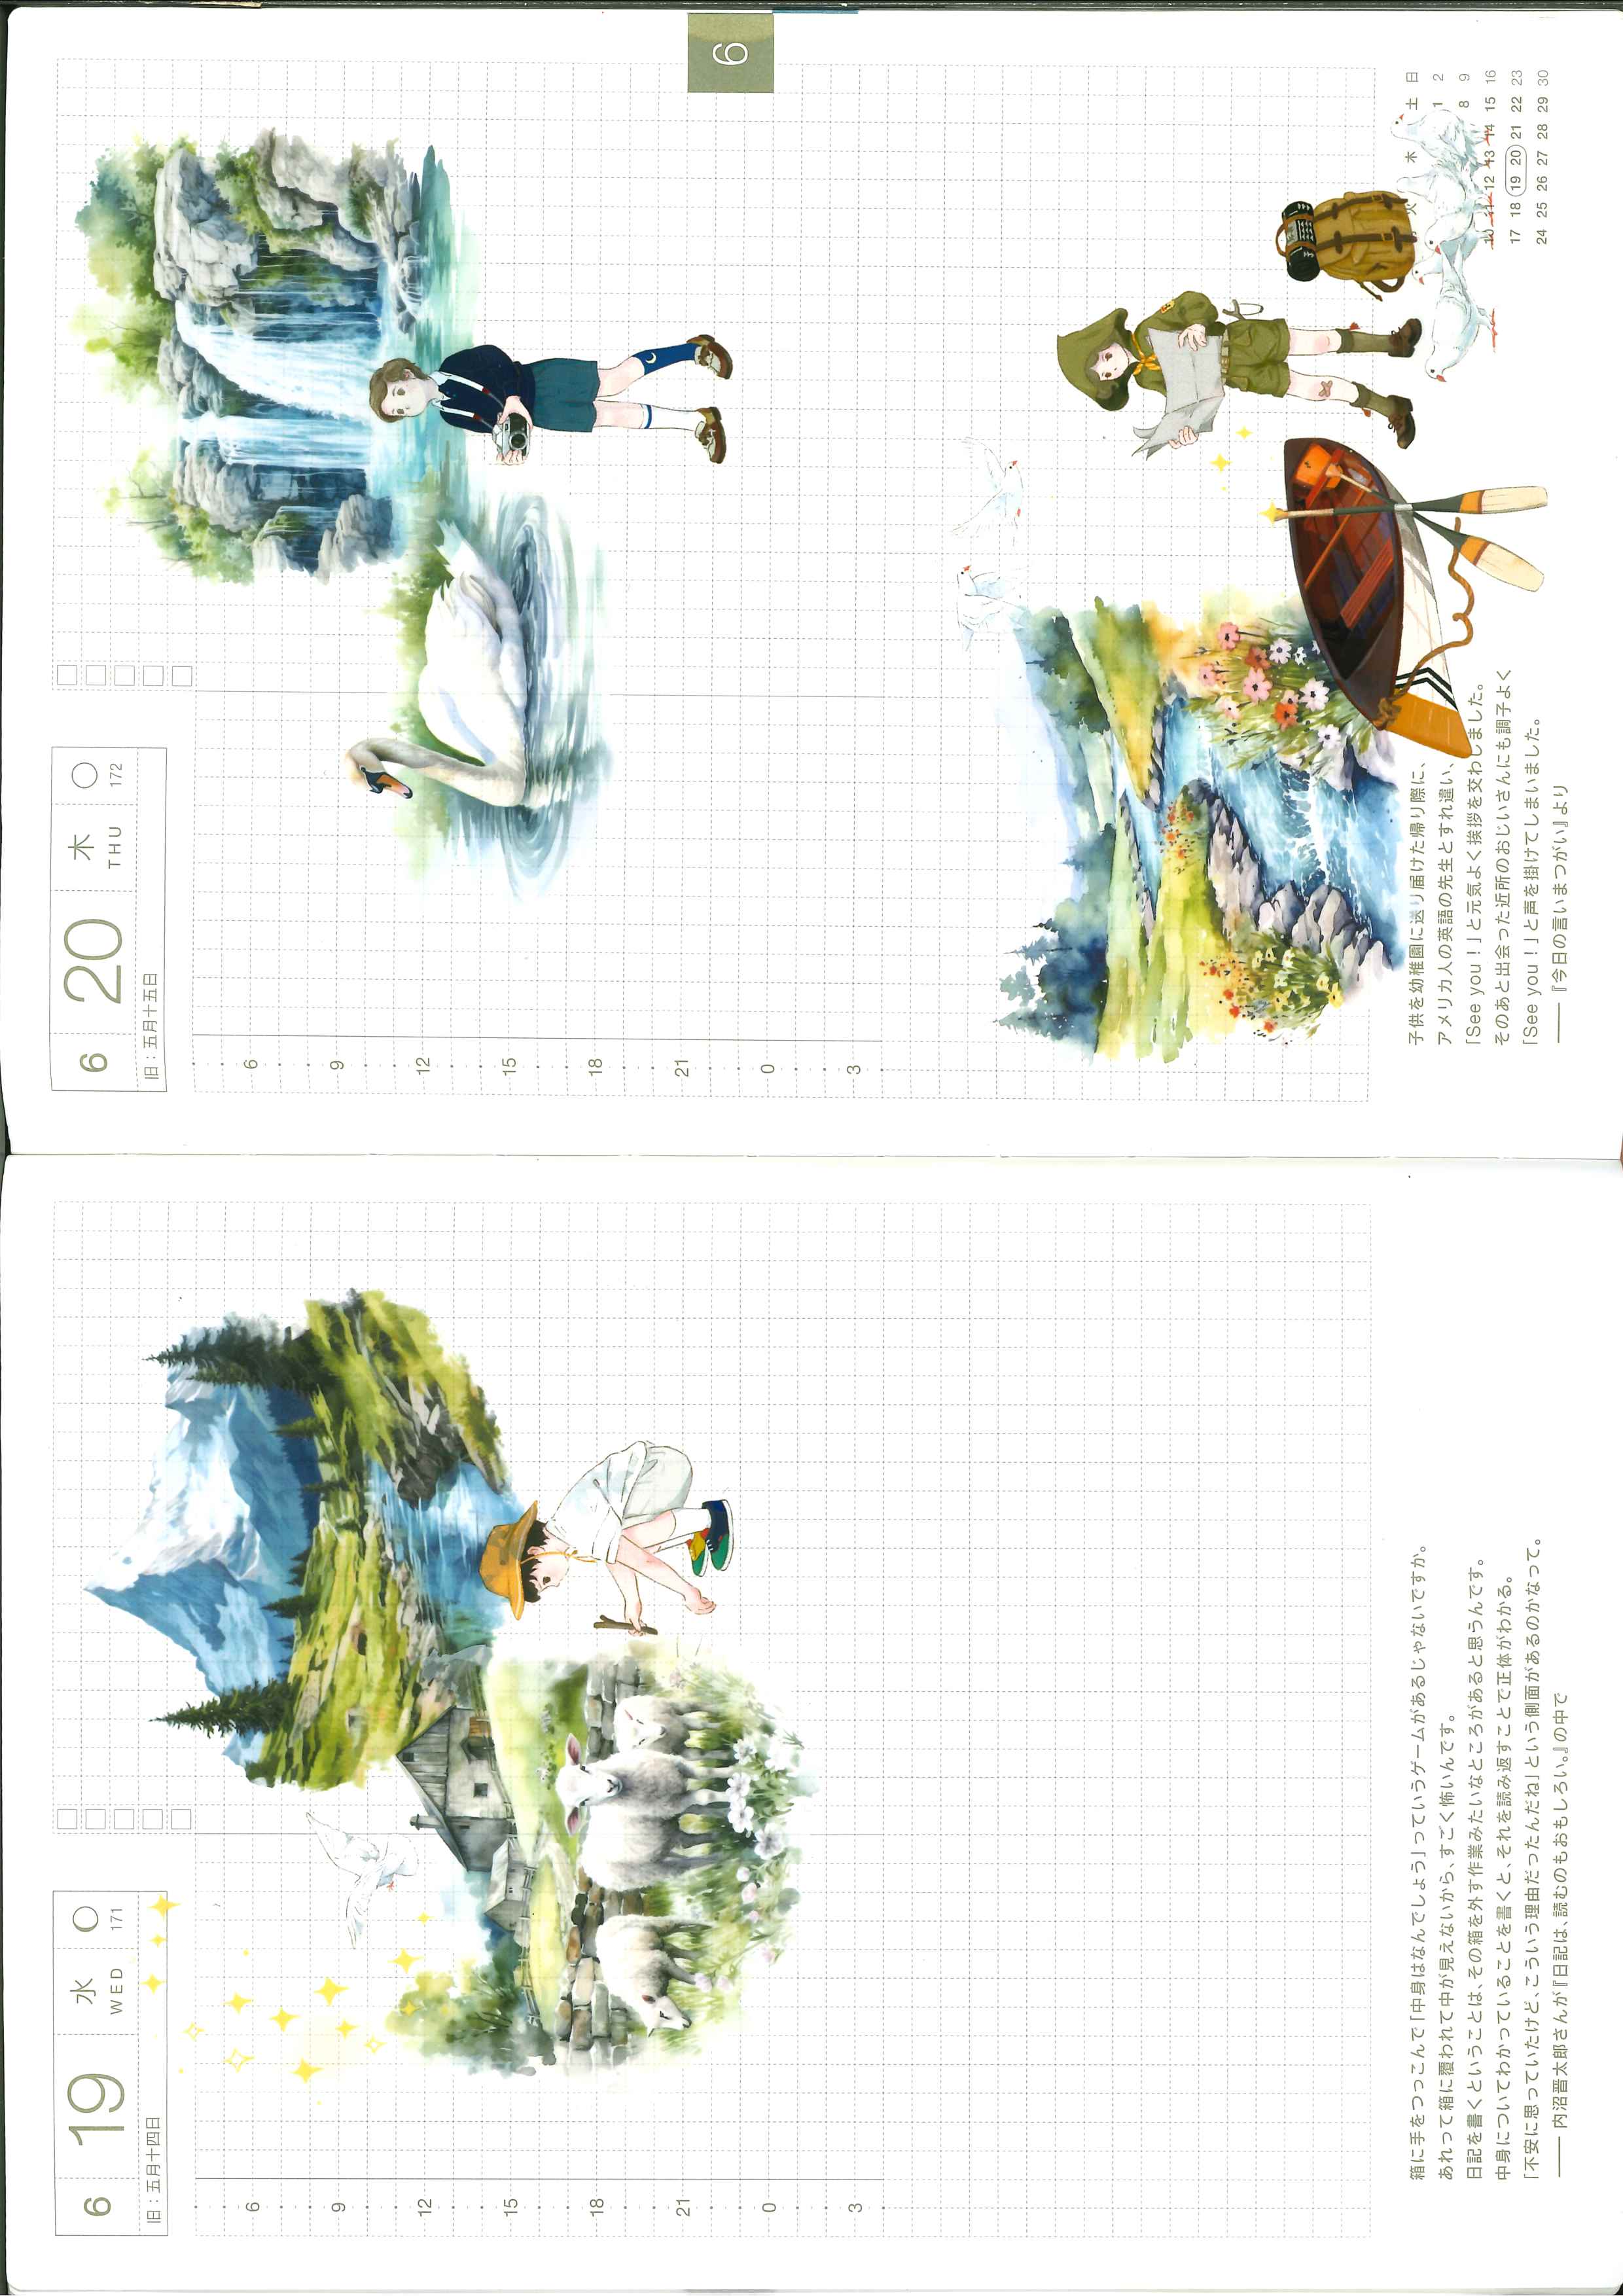 6 19 水 WED 171
旧：五月十四日
6
9
12
15
18
21
0
3
箱に手をつっこんで「中身はなんでしょう」っていうゲームがあるじゃないですか。
あれって箱に覆われて中が見えないから、すごく怖いんです。
日記を書くということは、その箱を外す作業みたいなところがあると思うんです。
中身についてわかっていることを書くと、それを読み返すことで正体がわかる。
「不安に思っていたけど、こういう理由だったんだね」という側面があるのかなって。
—— 内沼晋太郎さんが『日記は、読むのもおもしろい。』の中で
6 20 木 THU 172
旧：五月十五日
6
9
12
15
18
21
0
3
6
子供を幼稚園に送り届けた帰り際に、
アメリカ人の英語の先生とすれ違い、
「See you！」と元気よく挨拶を交わしました。
そのあと出会った近所のおじいさんにも調子よく
「See you！」と声を掛けてしまいました。
—— 『今日の言いまつがい』より
月 火 木 土 日
1 2
8 9
10 11 12 13 14 15 16
17 18 19 20 21 22 23
24 25 26 27 28 29 30